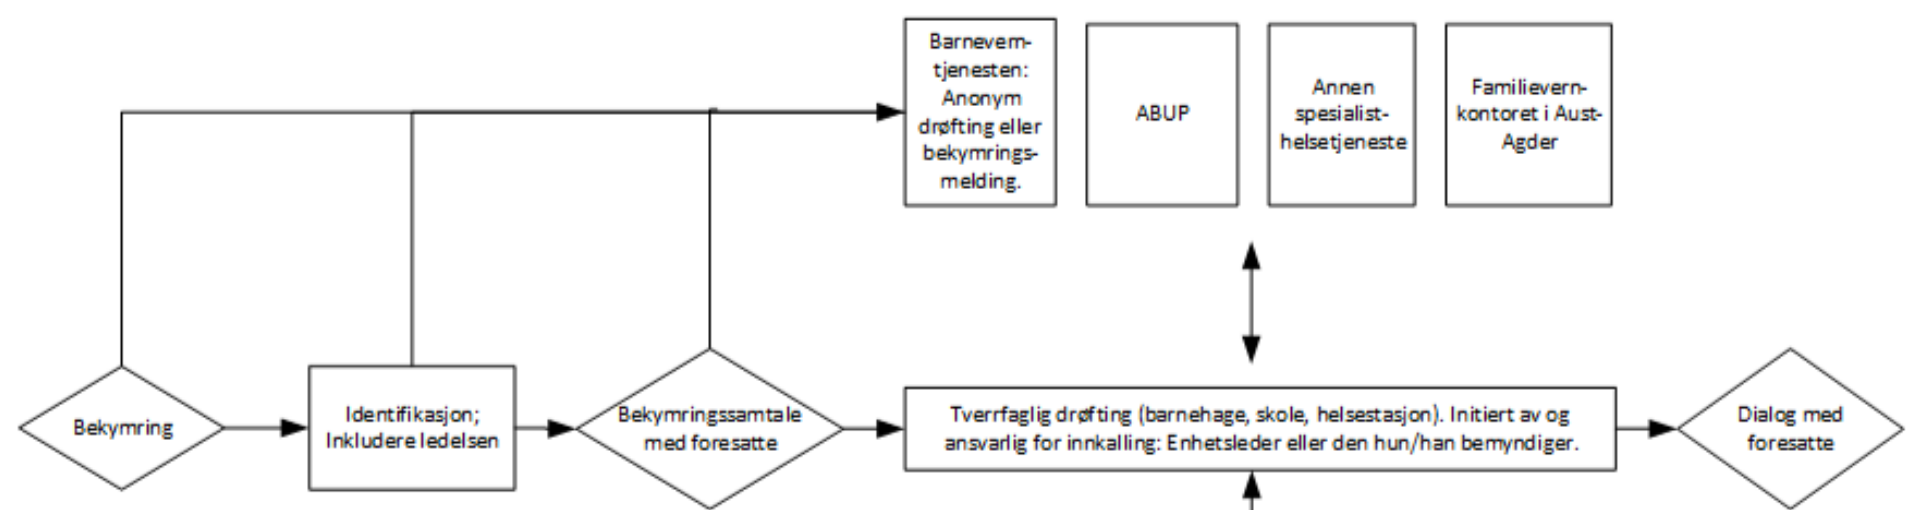 Barnevern-
tjenesten:
Anonym
drøfting eller
bekymrings-
melding.
ABUP
Annen
spesialist-
helsetjeneste
Familievern-
kontoret i Aust-
Agder
Bekymring
Identifikasjon;
Inkludere ledelsen
Bekymringssamtale
med foresatte
Tverrfaglig drøfting (barnehage, skole, helsestasjon). Initiert av og
ansvarlig for innkalling: Enhetsleder eller den hun/han bemyndiger.
Dialog med
foresatte